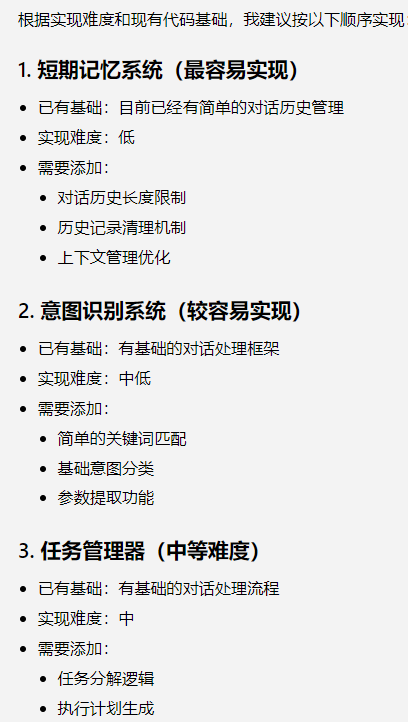 根据实现难度和现有代码基础，我建议按以下顺序实现：
1. 短期记忆系统（最容易实现）
已有基础：目前已经有简单的对话历史管理
实现难度：低
需要添加：
对话历史长度限制
历史记录清理机制
上下文管理优化
2. 意图识别系统（较容易实现）
已有基础：有基础的对话处理框架
实现难度：中低
需要添加：
简单的关键词匹配
基础意图分类
参数提取功能
3. 任务管理器（中等难度）
已有基础：有基础的对话处理流程
实现难度：中
需要添加：
任务分解逻辑
执行计划生成